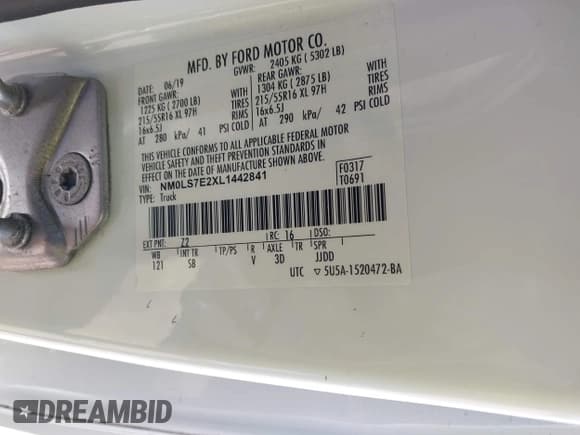 MFD. BY FORD MOTOR CO.
DATE: 06/19 GVWR: 2405 KG ( 5302 LB)
FRONT GAWR: REAR GAWR:
1225 KG ( 2700 LB) 1304 KG ( 2875 LB)
215/55R16 XL 97H TIRES 215/55R16 XL 97H TIRES
16x6.5J RIMS 16x6.5J RIMS
AT 280 kPa/ 41 PSI COLD AT 290 kPa/ 42 PSI COLD
THIS VEHICLE CONFORMS TO ALL APPLICABLE FEDERAL MOTOR
VEHICLE SAFETY AND THEFT PREVENTION STANDARDS IN
EFFECT ON THE DATE OF MANUFACTURE SHOWN ABOVE.
VIN: NM0LS7E2XL1442841 F0317
TYPE: Truck T0691
EXT PNT: Z2 RC: 16 DSO:
WB INT TR TP/PS R AXLE TR SPR
121 SB V 3D JJDD
UTC ▽ 5U5A-1520472-BA
DREAMBID